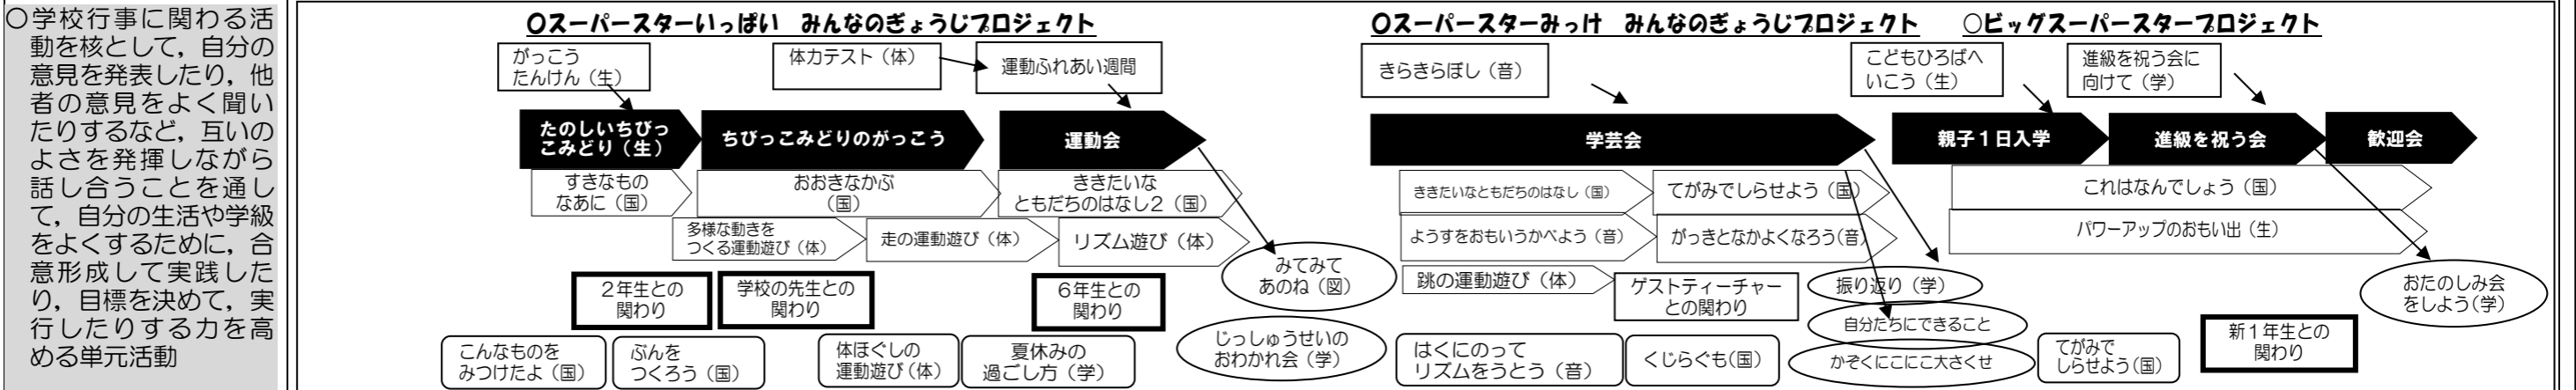 〇学校行事に関わる活
動を核として，自分の
意見を発表したり，他
者の意見をよく聞い
たりするなど，互いの
よさを発揮しながら
話し合うことを通し
て，自分の生活や学級
をよくするために，合
意形成して実践した
り，目標を決めて，実
行したりする力を高
める単元活動
〇スーパースターいっぱい　みんなのぎょうじプロジェクト
がっこう
たんけん（生）
体力テスト（体）
運動ふれあい週間
たのしいちびっ
こみどり（生）
ちびっこみどりのがっこう
運動会
すきなもの
なあに（国）
おおきなかぶ
（国）
ききたいな
ともだちのはなし２（国）
多様な動きを
つくる運動遊び（体）
走の運動遊び（体）
リズム遊び（体）
みてみて
あのね（図）
２年生との
関わり
学校の先生との
関わり
６年生との
関わり
じっしゅうせいの
おわかれ会（学）
こんなものを
みつけたよ（国）
ぶんを
つくろう（国）
体ほぐしの
運動遊び（体）
夏休みの
過ごし方（学）
〇スーパースターみっけ　みんなのぎょうじプロジェクト
きらきらぼし（音）
学芸会
ききたいなともだちのはなし（国）
てがみでしらせよう（国）
ようすをおもいうかべよう（音）
がっきとなかよくなろう（音）
跳の運動遊び（体）
ゲストティーチャー
との関わり
振り返り（学）
自分たちにできること
かぞくにこにこ大さくせ
はくにのって
リズムをうとう（音）
くじらぐも（国）
〇ビッグスーパースタープロジェクト
こどもひろばへ
いこう（生）
進級を祝う会に
向けて（学）
親子１日入学
進級を祝う会
歓迎会
これはなんでしょう（国）
パワーアップのおもい出（生）
おたのしみ会
をしよう（学）
てがみで
しらせよう（国）
新１年生との
関わり